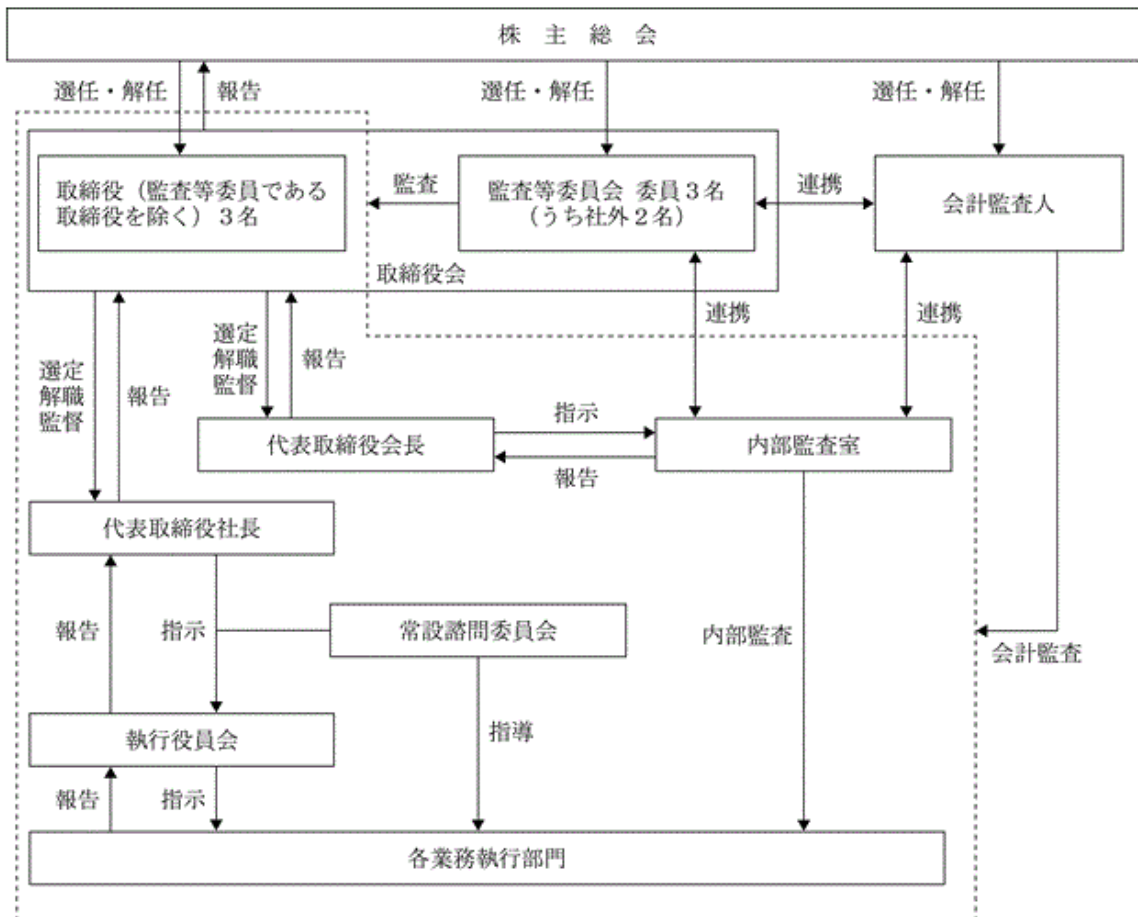 株主総会
選任・解任
報告
選任・解任
選任・解任
取締役（監査等委員である
取締役を除く）３名
監査
監査等委員会 委員３名
（うち社外２名）
連携
会計監査人
取締役会
選定
解職
監督
報告
選定
解職
監督
報告
連携
連携
代表取締役会長
指示
報告
内部監査室
代表取締役社長
報告
指示
常設諮問委員会
内部監査
会計監査
執行役員会
指導
報告
指示
各業務執行部門